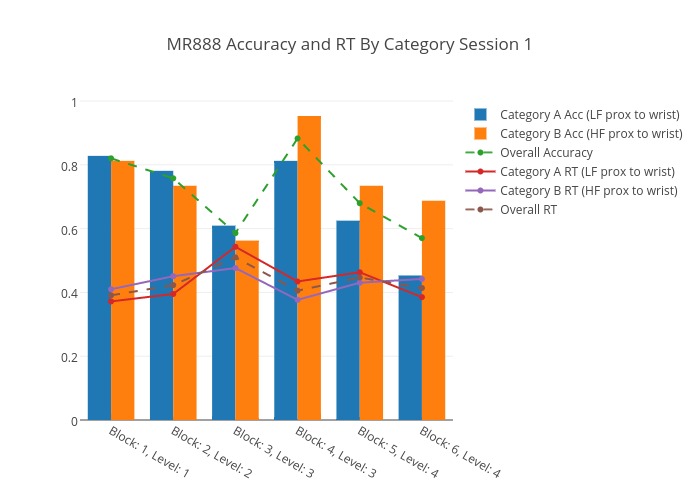 MR888 Accuracy and RT By Category Session 1
1
0.8
0.6
0.4
0.2
0
Block: 1, Level: 1
Block: 2, Level: 2
Block: 3, Level: 3
Block: 4, Level: 3
Block: 5, Level: 4
Block: 6, Level: 4
Category A Acc (LF prox to wrist)
Category B Acc (HF prox to wrist)
Overall Accuracy
Category A RT (LF prox to wrist)
Category B RT (HF prox to wrist)
Overall RT